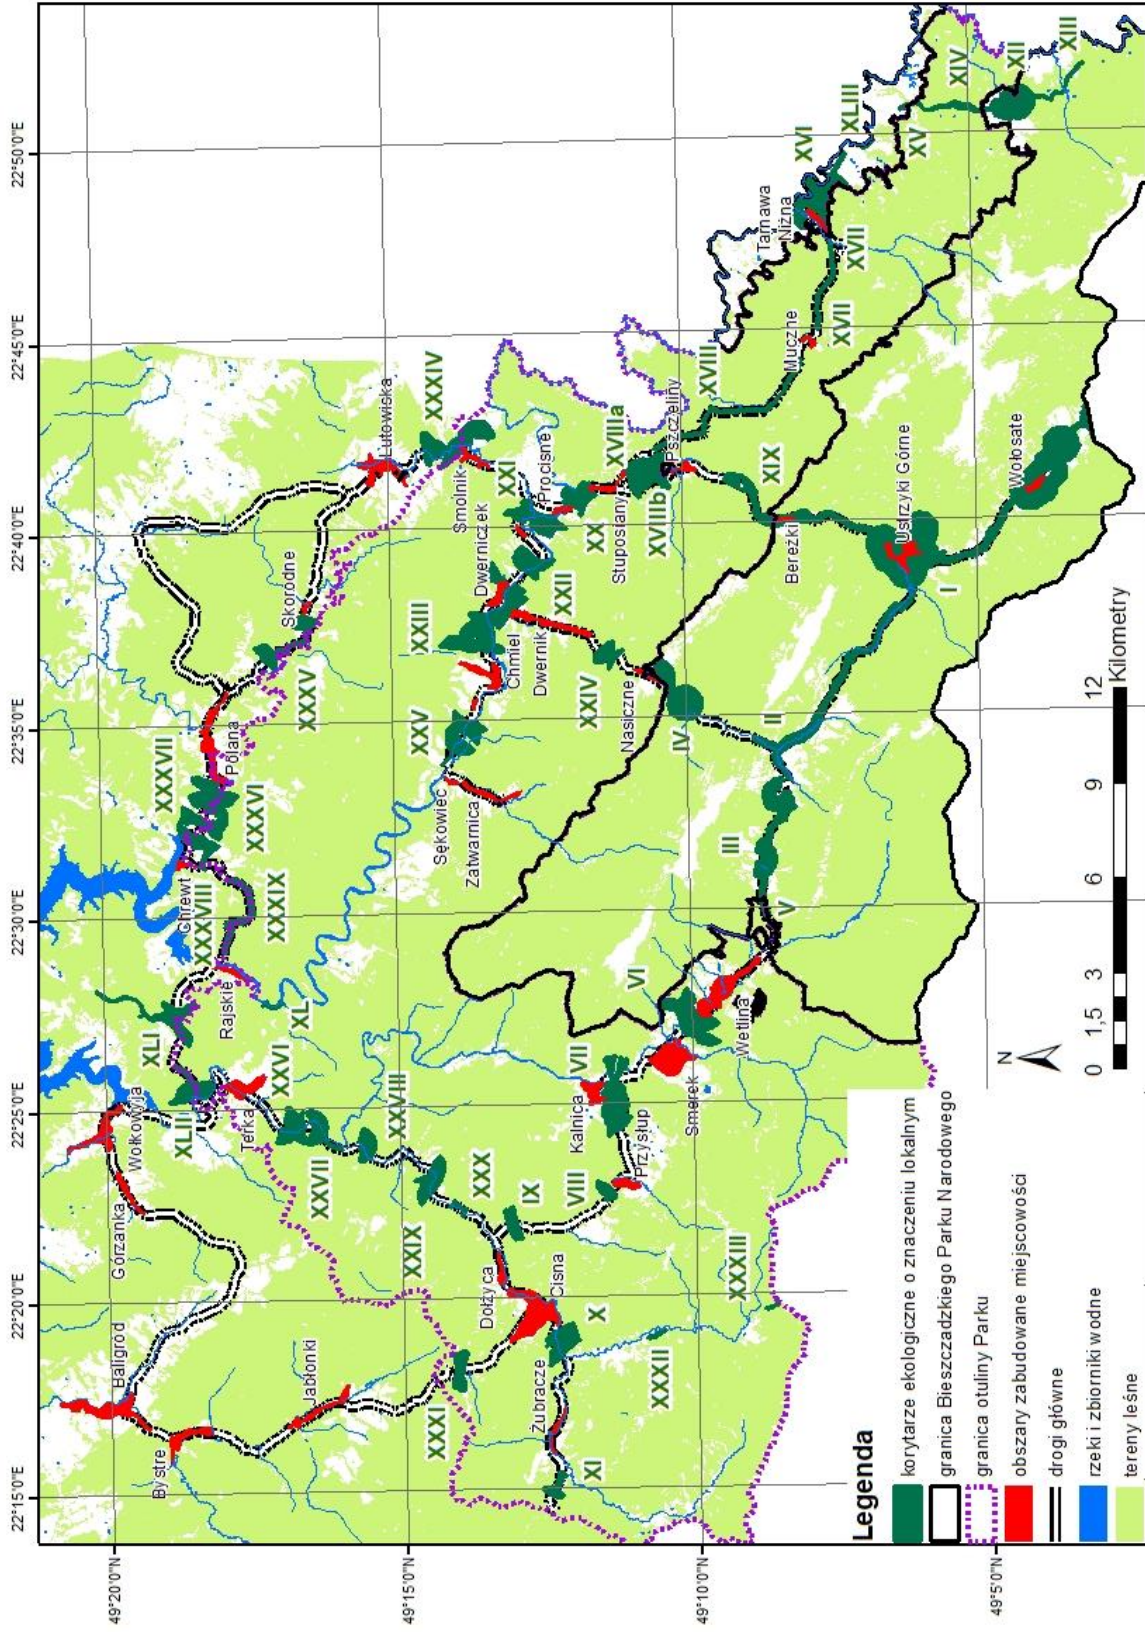 22°15'0"E
22°20'0"E
22°25'0"E
22°30'0"E
22°35'0"E
22°40'0"E
22°45'0"E
22°50'0"E
49°20'0"N
49°15'0"N
49°10'0"N
49°5'0"N
Baligród
Bystre
Górzanka
Wołkowyja
Jabłonki
XLII
XLI
Terka
XXVI
Rajskie
XL
XXXVIII
Chrewt
XXXIX
XXXVI
XXXVII
Polana
XXXV
Skorodne
Lutowiska
XXXIV
XXVII
XXVIII
XXIX
XXX
XXXI
Dołżyca
Cisna
IX
VIII
X
Żubracze
XI
XXXII
XXXIII
Przysłup
Kalnica
VII
Smerek
VI
Wetlina
V
III
II
IV
Sękowiec
Zatwarnica
XXV
XXIII
Chmiel
Dwernik
XXII
XXIV
Nasiczne
Dwerniczek
Smolnik
XXI
Procisne
XX
Stuposiany
XVIIIa
XVIIIb
Pszczeliny
XVIII
XIX
Bereżki
Ustrzyki Górne
I
Wołosate
Muczne
XVII
XVII
Tarnawa
Niżna
XVI
XLIII
XV
XIV
XII
XIII
N
0 1,5 3 6 9 12
Kilometry
Legenda
korytarze ekologiczne o znaczeniu lokalnym
granica Bieszczadzkiego Parku Narodowego
granica otuliny Parku
obszary zabudowane miejscowości
drogi główne
rzeki i zbiorniki wodne
tereny leśne